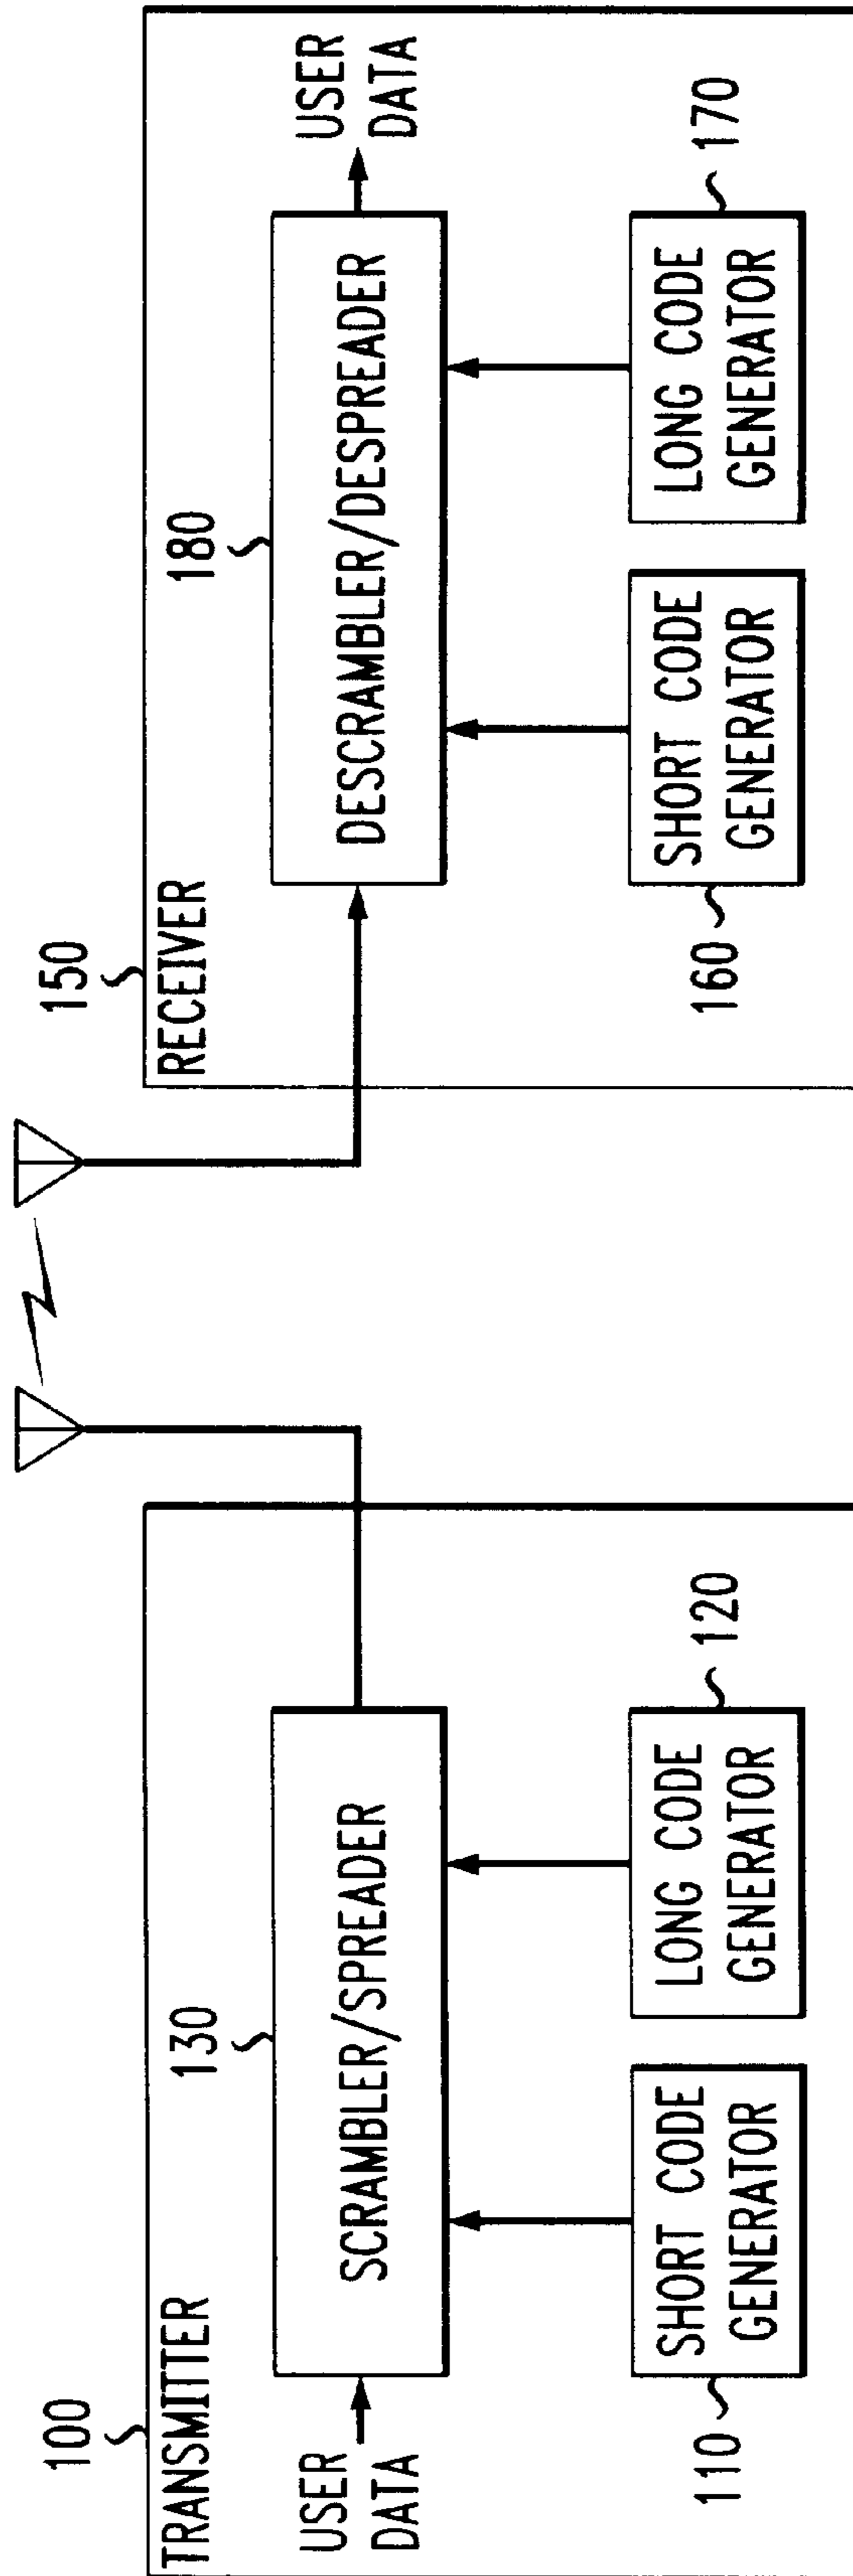 100
TRANSMITTER
USER
DATA
130
SCRAMBLER/SPREADER
110
SHORT CODE
GENERATOR
LONG CODE
GENERATOR
120
150
RECEIVER
180
DESCRAMBLER/DESPREADER
USER
DATA
160
SHORT CODE
GENERATOR
LONG CODE
GENERATOR
170